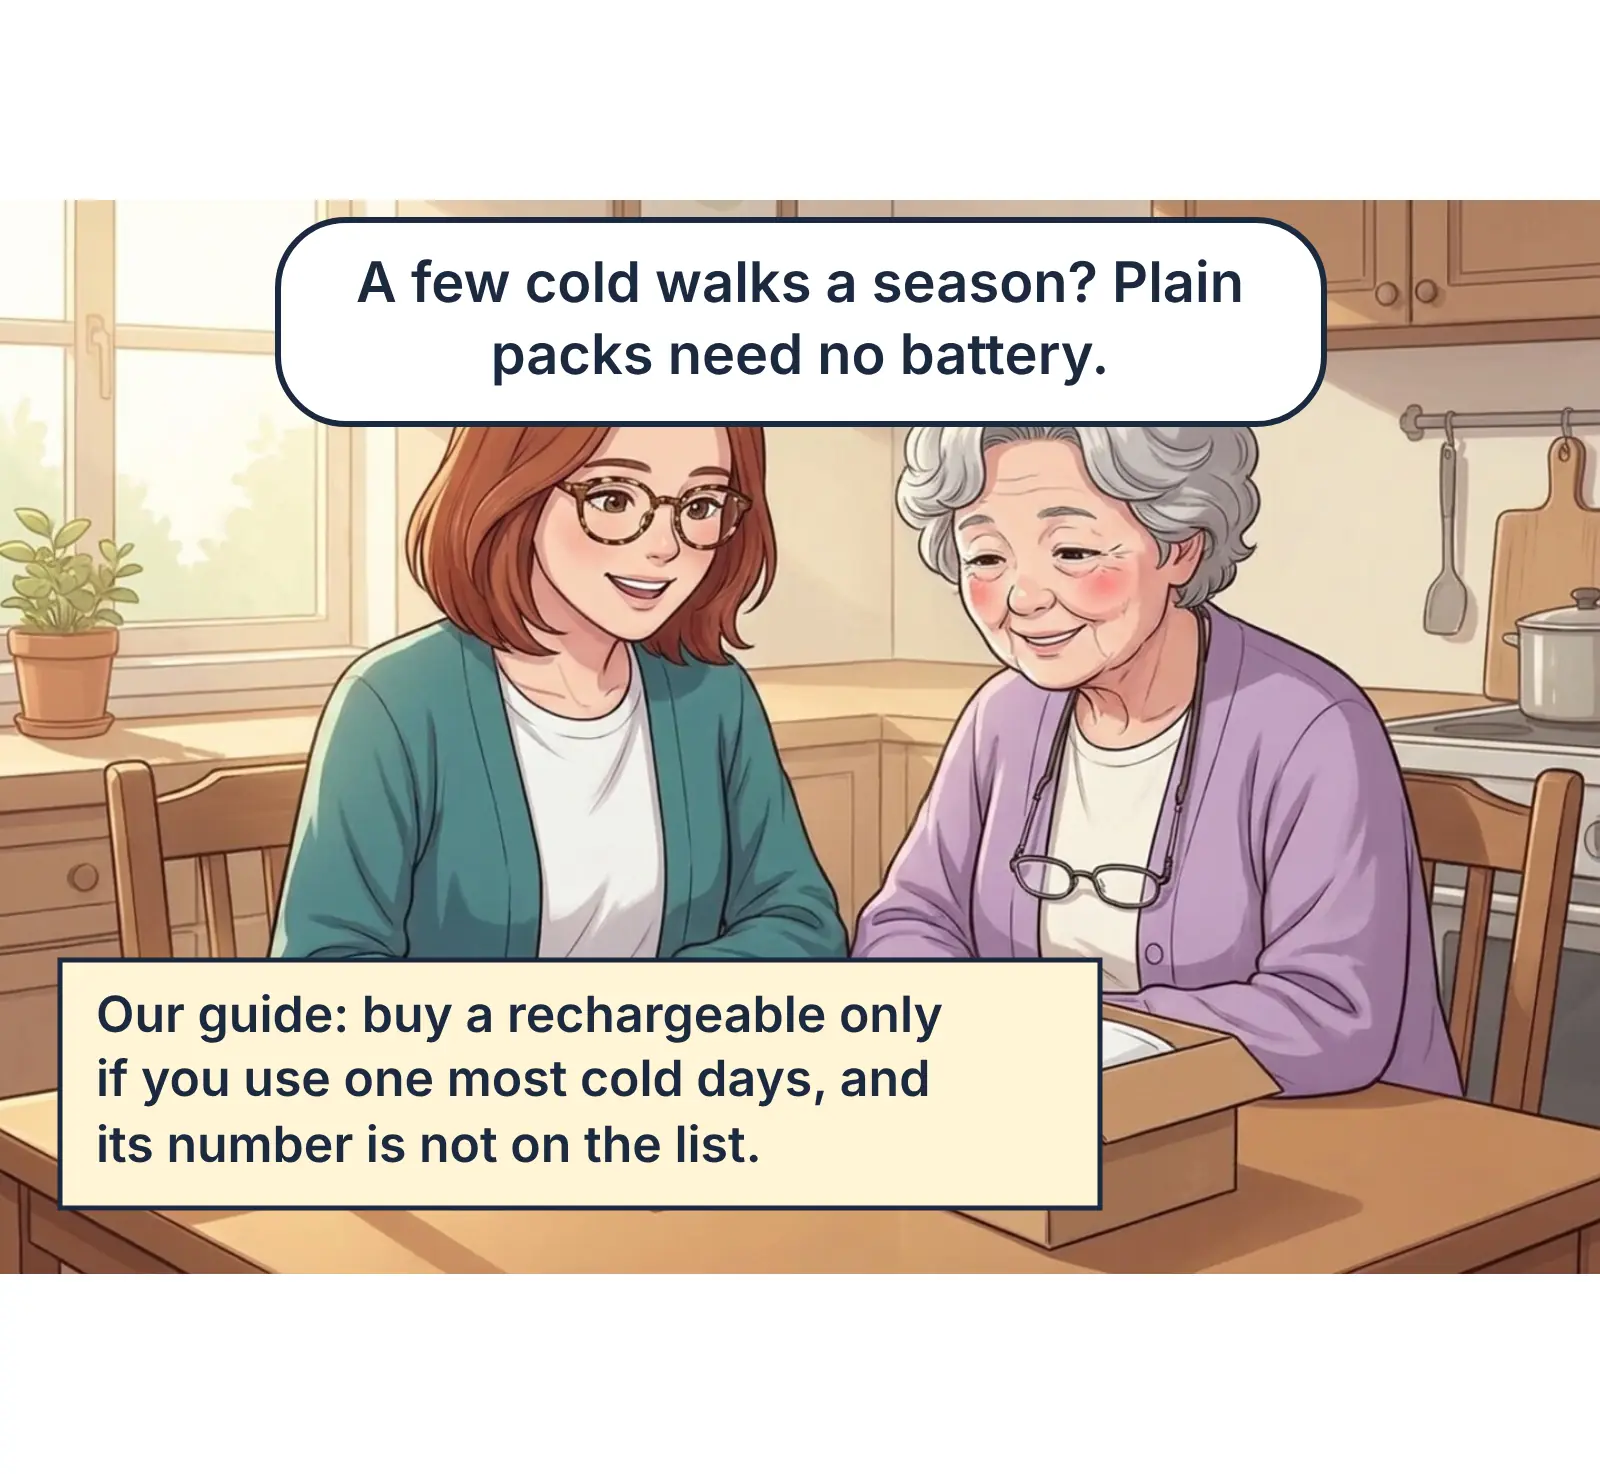 A few cold walks a season? Plain
packs need no battery.
Our guide: buy a rechargeable only
if you use one most cold days, and
its number is not on the list.